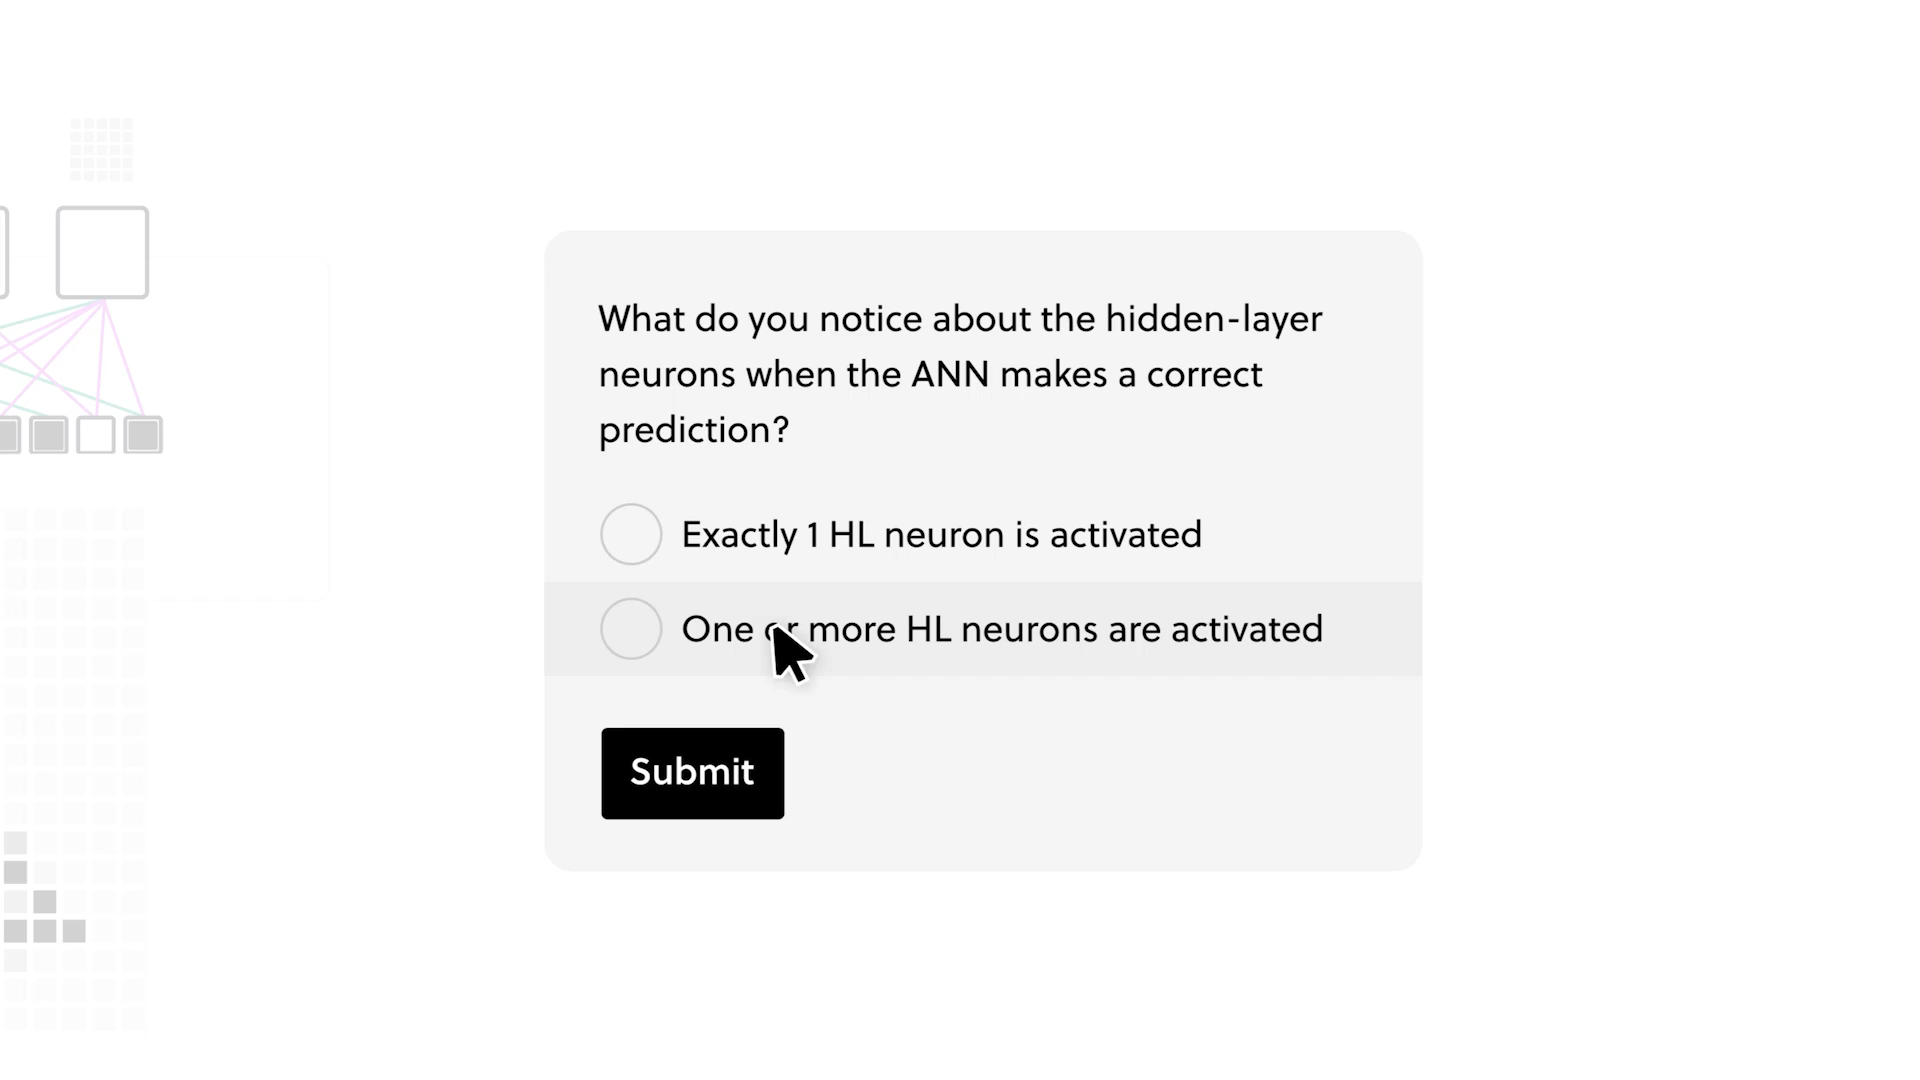 What do you notice about the hidden-layer
neurons when the ANN makes a correct
prediction?
Exactly 1 HL neuron is activated
One or more HL neurons are activated
Submit